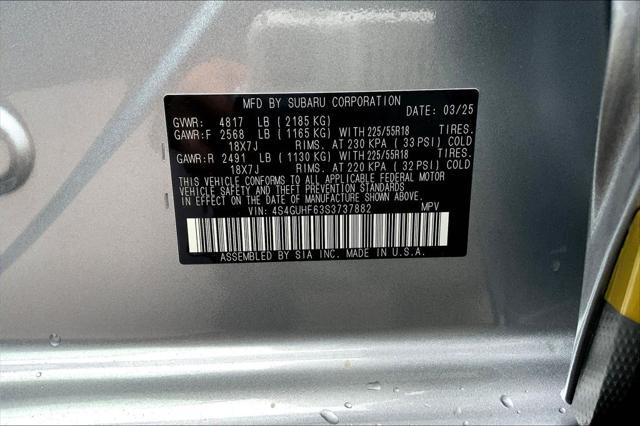 MFD BY SUBARU CORPORATION
DATE: 03/25
GVWR: 4817 LB ( 2185 KG)
GAWR:F 2568 LB ( 1165 KG) WITH 225/55R18 TIRES.
18X7J RIMS. AT 230 KPA ( 33 PSI) COLD
GAWR:R 2491 LB ( 1130 KG) WITH 225/55R18 TIRES.
18X7J RIMS. AT 220 KPA ( 32 PSI) COLD
THIS VEHICLE CONFORMS TO ALL APPLICABLE FEDERAL MOTOR
VEHICLE SAFETY AND THEFT PREVENTION STANDARDS
IN EFFECT ON THE DATE OF MANUFACTURE SHOWN ABOVE.
VIN: 4S4GUHF63S3737882 MPV
ASSEMBLED BY SIA INC. MADE IN U.S.A.